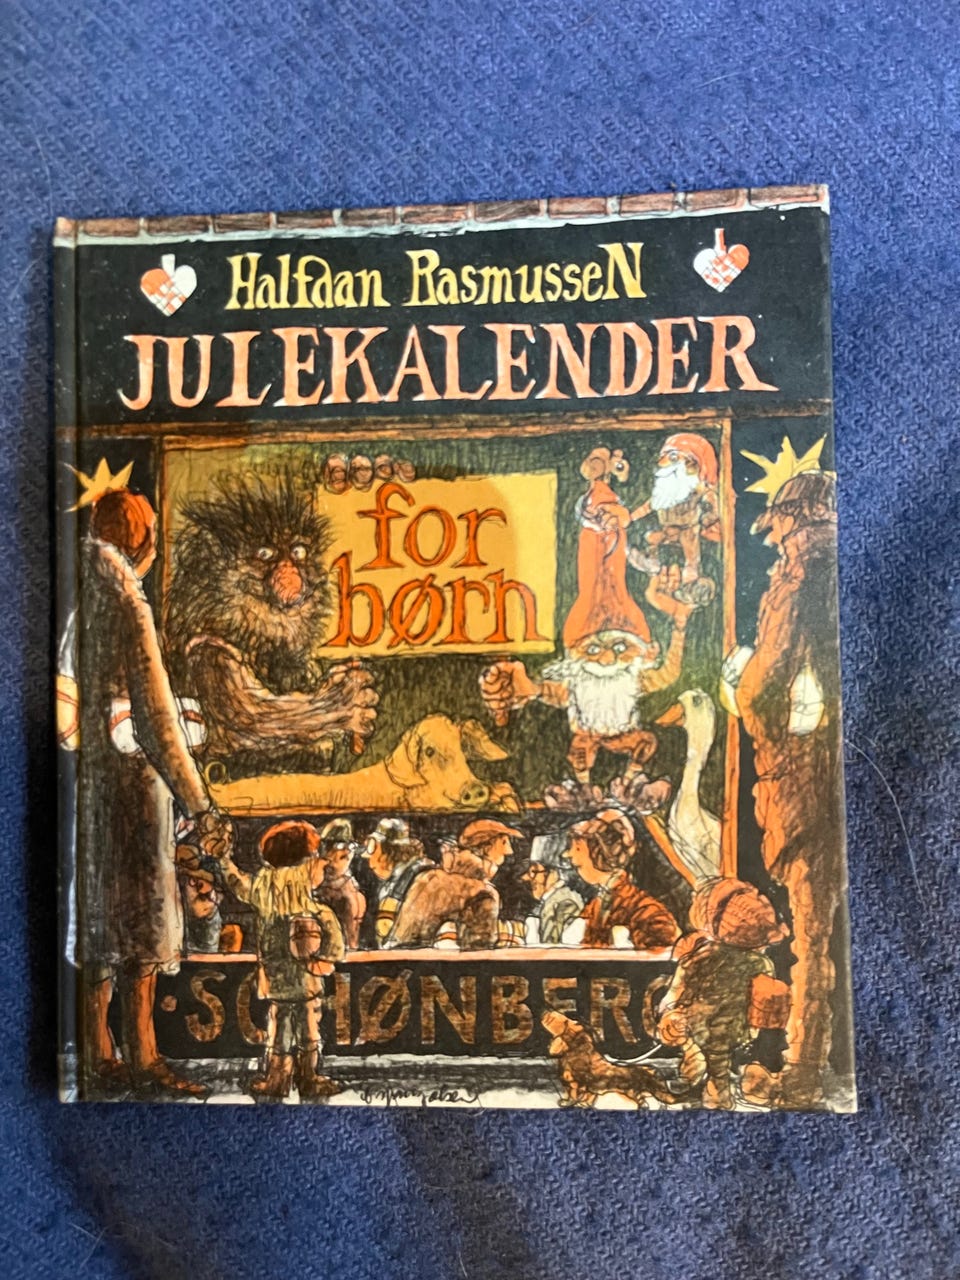 Halfdan Rasmussen
JULEKALENDER
for
børn
SCHØNBERG